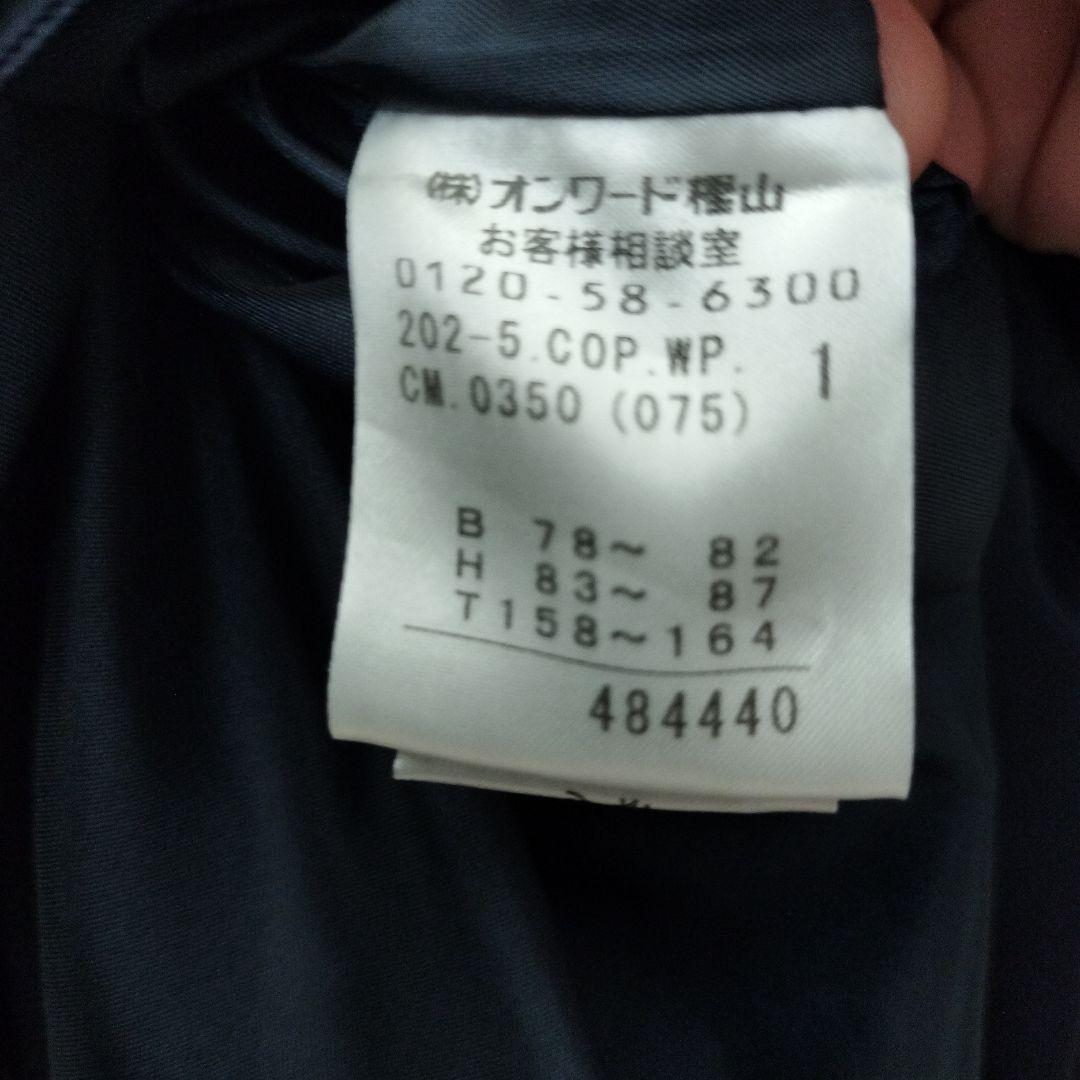 (株)オンワード樫山
お客様相談室
0120-58-6300
202-5.COP.WP. 1
CM.0350 (075)
B 78~ 82
H 83~ 87
T158~164
484440